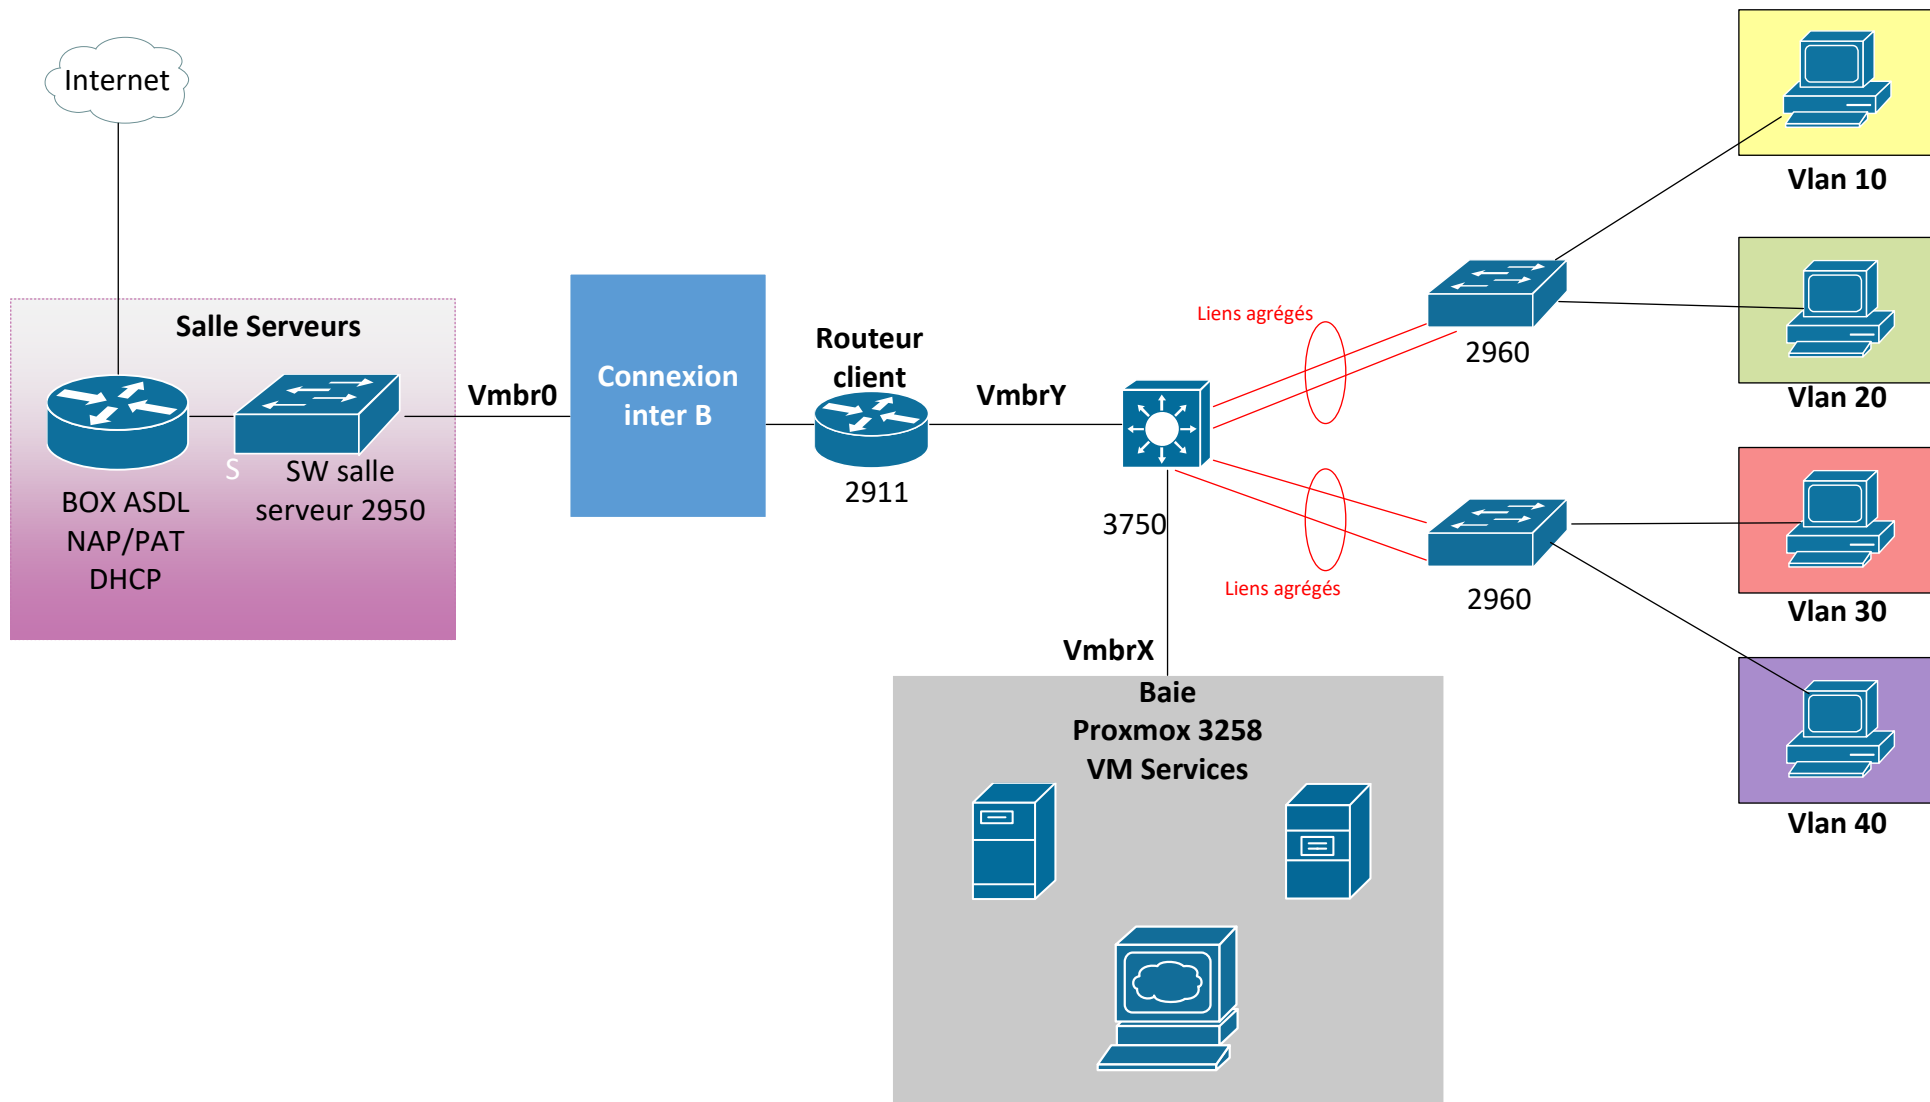 Internet
Salle Serveurs
BOX ASDL
NAP/PAT
DHCP
S
SW salle
serveur 2950
Vmbr0
Connexion
inter B
Routeur
client
2911
VmbrY
3750
Liens agrégés
Liens agrégés
2960
2960
Vlan 10
Vlan 20
Vlan 30
Vlan 40
VmbrX
Baie
Proxmox 3258
VM Services